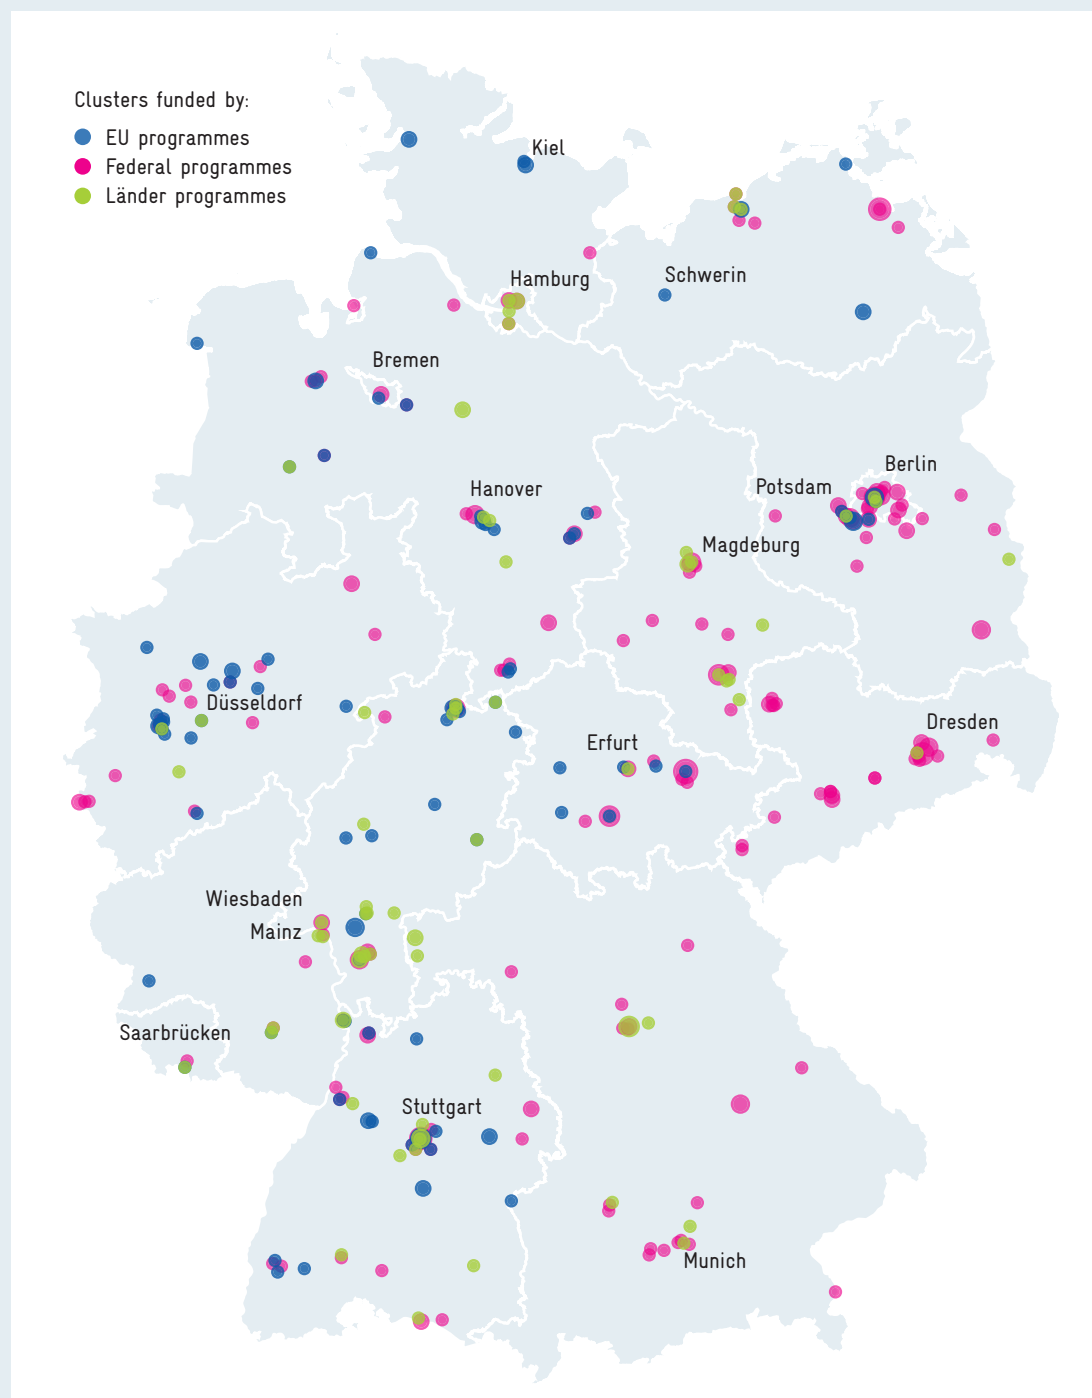 Clusters funded by:
EU programmes
Federal programmes
Länder programmes
Kiel
Hamburg
Schwerin
Bremen
Berlin
Potsdam
Hanover
Magdeburg
Düsseldorf
Dresden
Erfurt
Wiesbaden
Mainz
Saarbrücken
Stuttgart
Munich